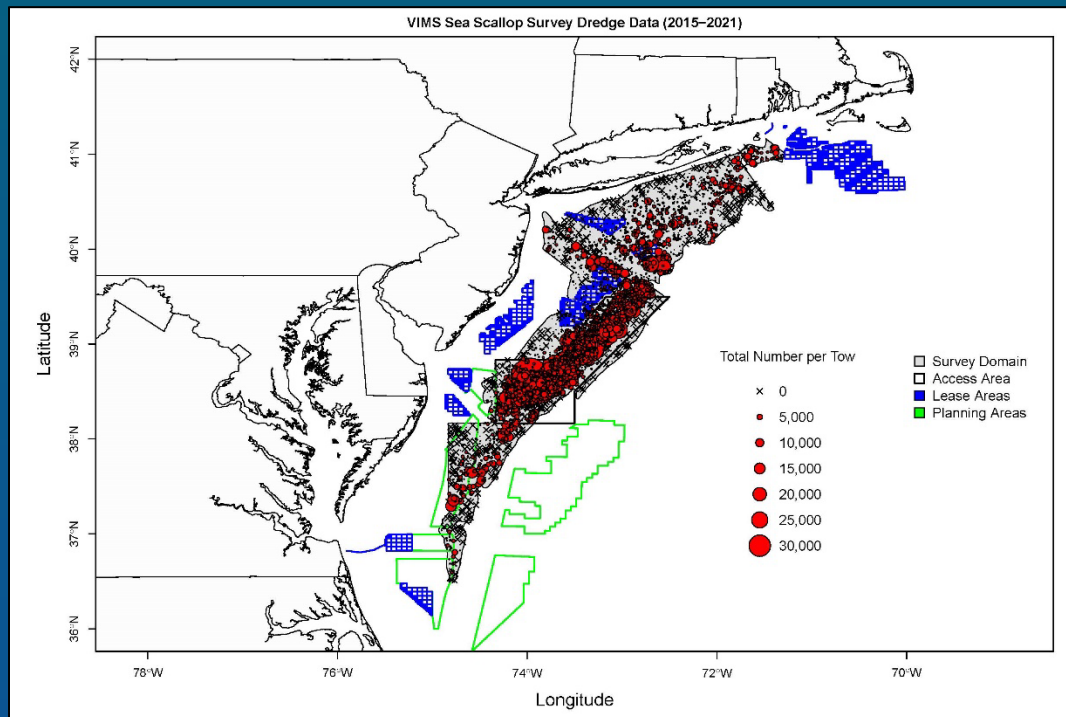 VIMS Sea Scallop Survey Dredge Data (2015–2021)
42°N
41°N
40°N
39°N
38°N
37°N
36°N
Latitude
Total Number per Tow
0
5,000
10,000
15,000
20,000
25,000
30,000
Survey Domain
Access Area
Lease Areas
Planning Areas
78°W
76°W
74°W
72°W
70°W
Longitude